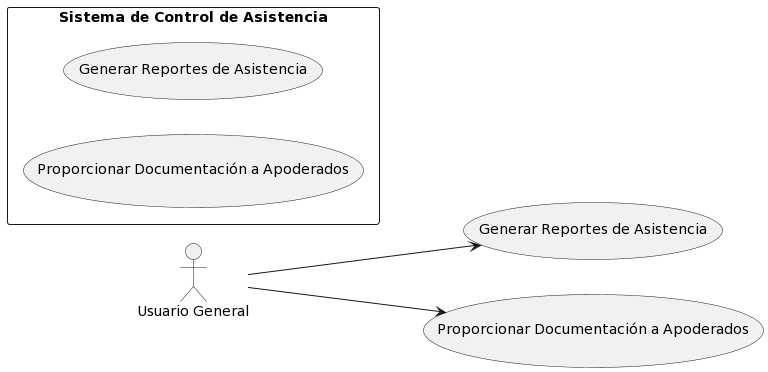 Sistema de Control de Asistencia
Generar Reportes de Asistencia
Proporcionar Documentación a Apoderados
Generar Reportes de Asistencia
Usuario General
Proporcionar Documentación a Apoderados